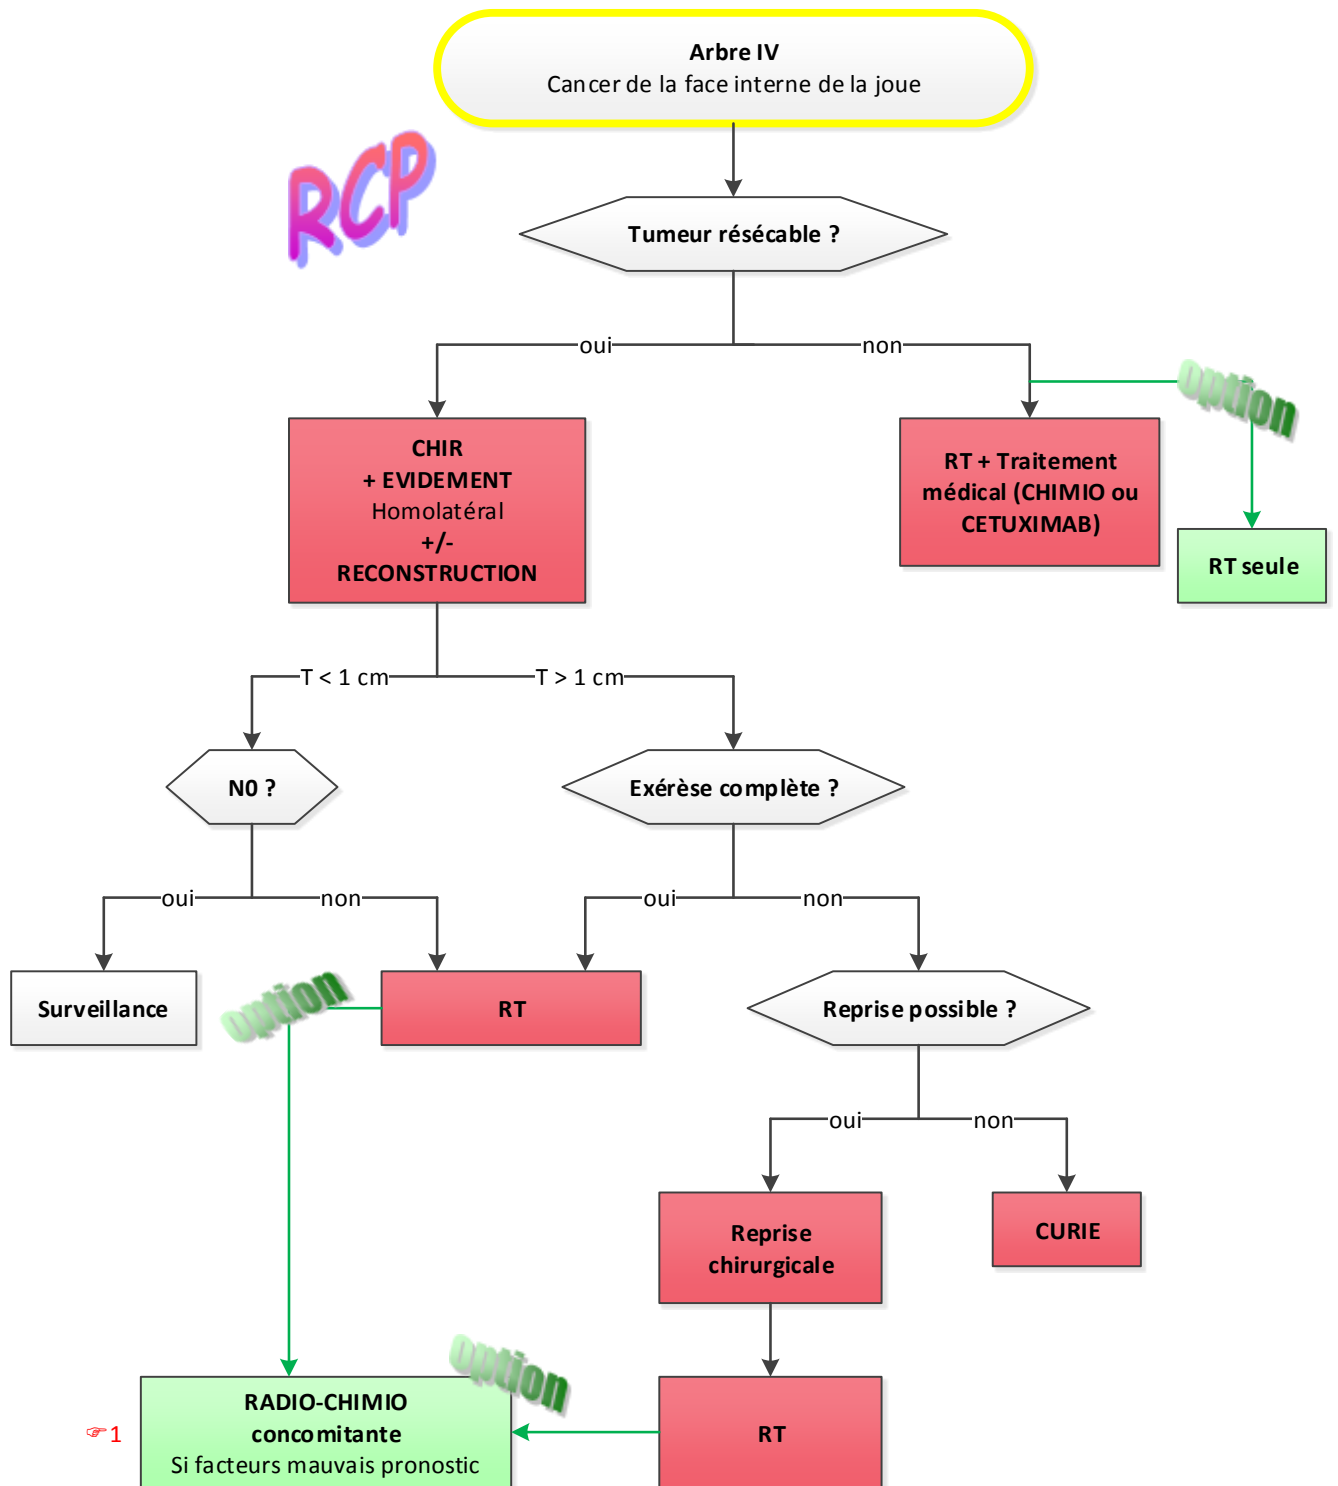 Arbre IV
Cancer de la face interne de la joue
RCP
Tumeur résécable ?
oui
non
option
CHIR
+ EVIDEMENT
Homolatéral
+/-
RECONSTRUCTION
RT + Traitement
médical (CHIMIO ou
CETUXIMAB)
RT seule
T < 1 cm
T > 1 cm
N0 ?
Exérèse complète ?
oui
non
oui
non
Surveillance
option
RT
Reprise possible ?
oui
non
Reprise
chirurgicale
CURIE
option
RADIO-CHIMIO
concomitante
Si facteurs mauvais pronostic
☞1
RT